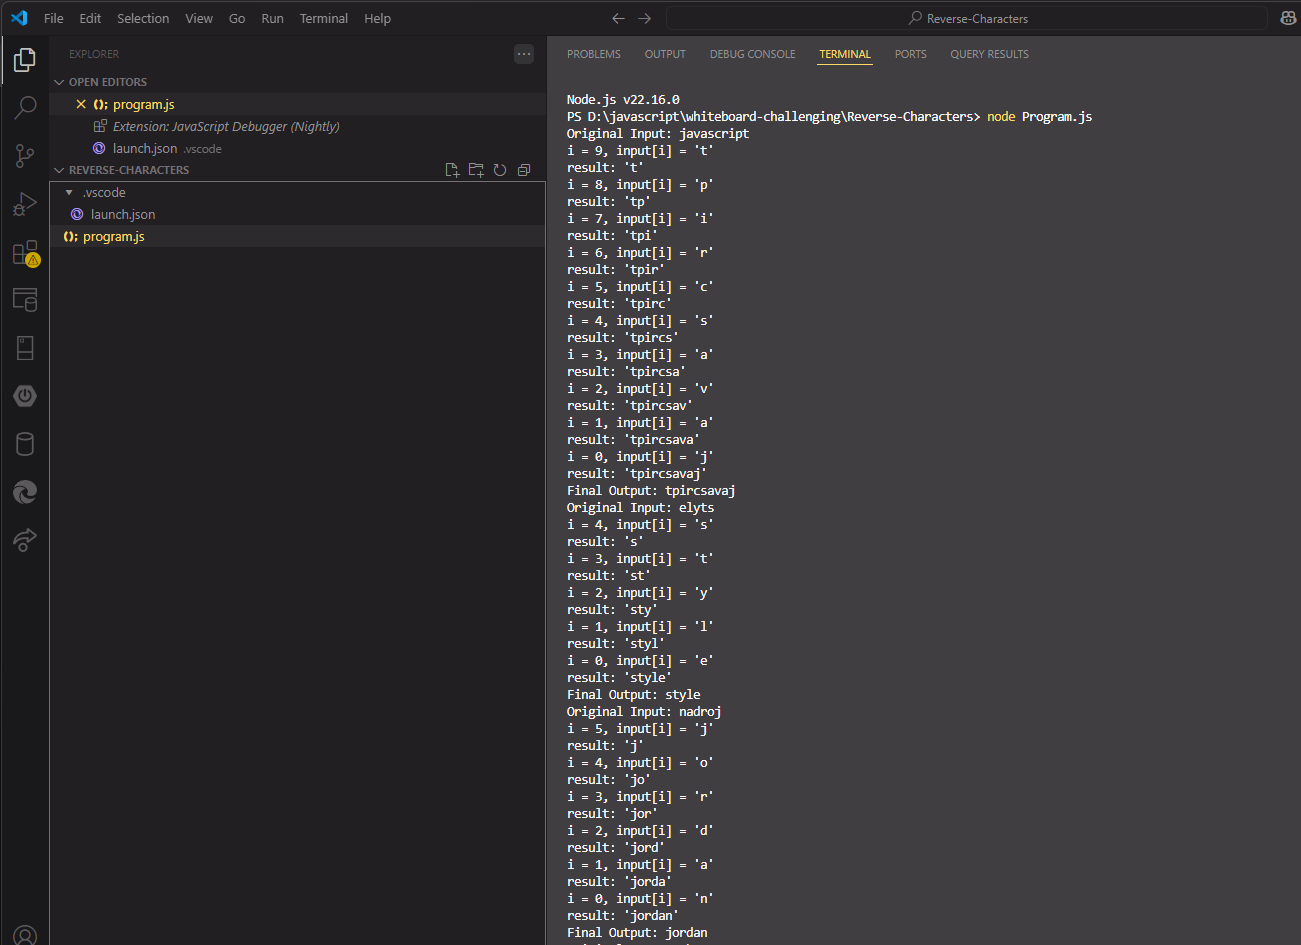 File Edit Selection View Go Run Terminal Help
Reverse-Characters
EXPLORER
OPEN EDITORS
program.js
Extension: JavaScript Debugger (Nightly)
launch.json .vscode
REVERSE-CHARACTERS
.vscode
launch.json
program.js
PROBLEMS OUTPUT DEBUG CONSOLE TERMINAL PORTS QUERY RESULTS
Node.js v22.16.0
PS D:\javascript\whiteboard-challenging\Reverse-Characters> node Program.js
Original Input: javascript
i = 9, input[i] = 't'
result: 't'
i = 8, input[i] = 'p'
result: 'tp'
i = 7, input[i] = 'i'
result: 'tpi'
i = 6, input[i] = 'r'
result: 'tpir'
i = 5, input[i] = 'c'
result: 'tpirc'
i = 4, input[i] = 's'
result: 'tpircs'
i = 3, input[i] = 'a'
result: 'tpircsa'
i = 2, input[i] = 'v'
result: 'tpircsav'
i = 1, input[i] = 'a'
result: 'tpircsava'
i = 0, input[i] = 'j'
result: 'tpircsavaj'
Final Output: tpircsavaj
Original Input: elyts
i = 4, input[i] = 's'
result: 's'
i = 3, input[i] = 't'
result: 'st'
i = 2, input[i] = 'y'
result: 'sty'
i = 1, input[i] = 'l'
result: 'styl'
i = 0, input[i] = 'e'
result: 'style'
Final Output: style
Original Input: nadroj
i = 5, input[i] = 'j'
result: 'j'
i = 4, input[i] = 'o'
result: 'jo'
i = 3, input[i] = 'r'
result: 'jor'
i = 2, input[i] = 'd'
result: 'jord'
i = 1, input[i] = 'a'
result: 'jorda'
i = 0, input[i] = 'n'
result: 'jordan'
Final Output: jordan